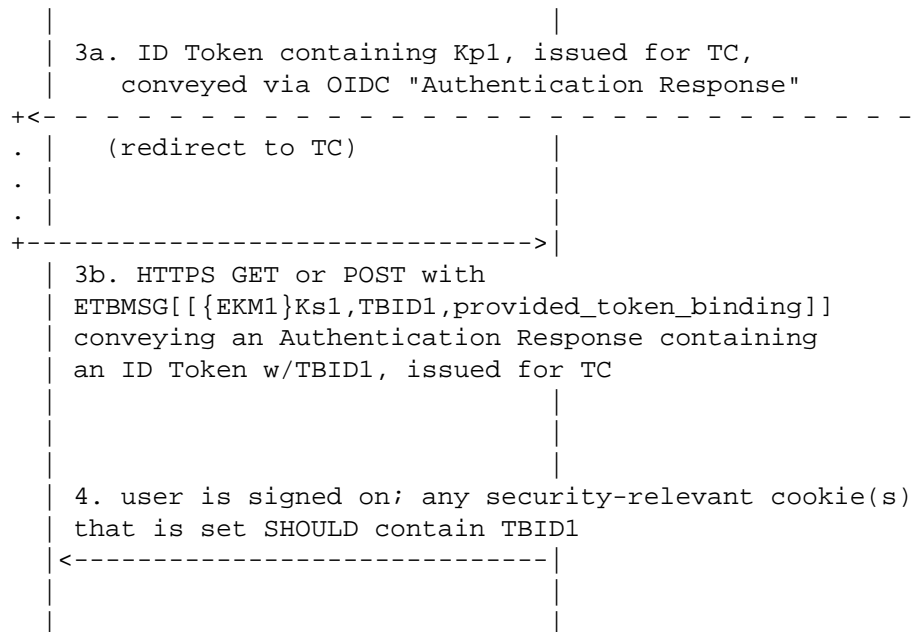 3a. ID Token containing Kp1, issued for TC,
conveyed via OIDC "Authentication Response"
(redirect to TC)
3b. HTTPS GET or POST with
ETBMSG[[{EKM1}Ks1,TBID1,provided_token_binding]]
conveying an Authentication Response containing
an ID Token w/TBID1, issued for TC
4. user is signed on; any security-relevant cookie(s)
that is set SHOULD contain TBID1